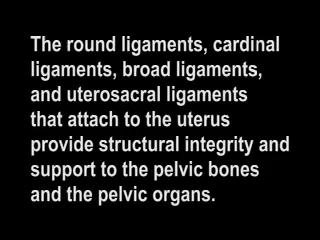 The round ligaments, cardinal
ligaments, broad ligaments,
and uterosacral ligaments
that attach to the uterus
provide structural integrity and
support to the pelvic bones
and the pelvic organs.